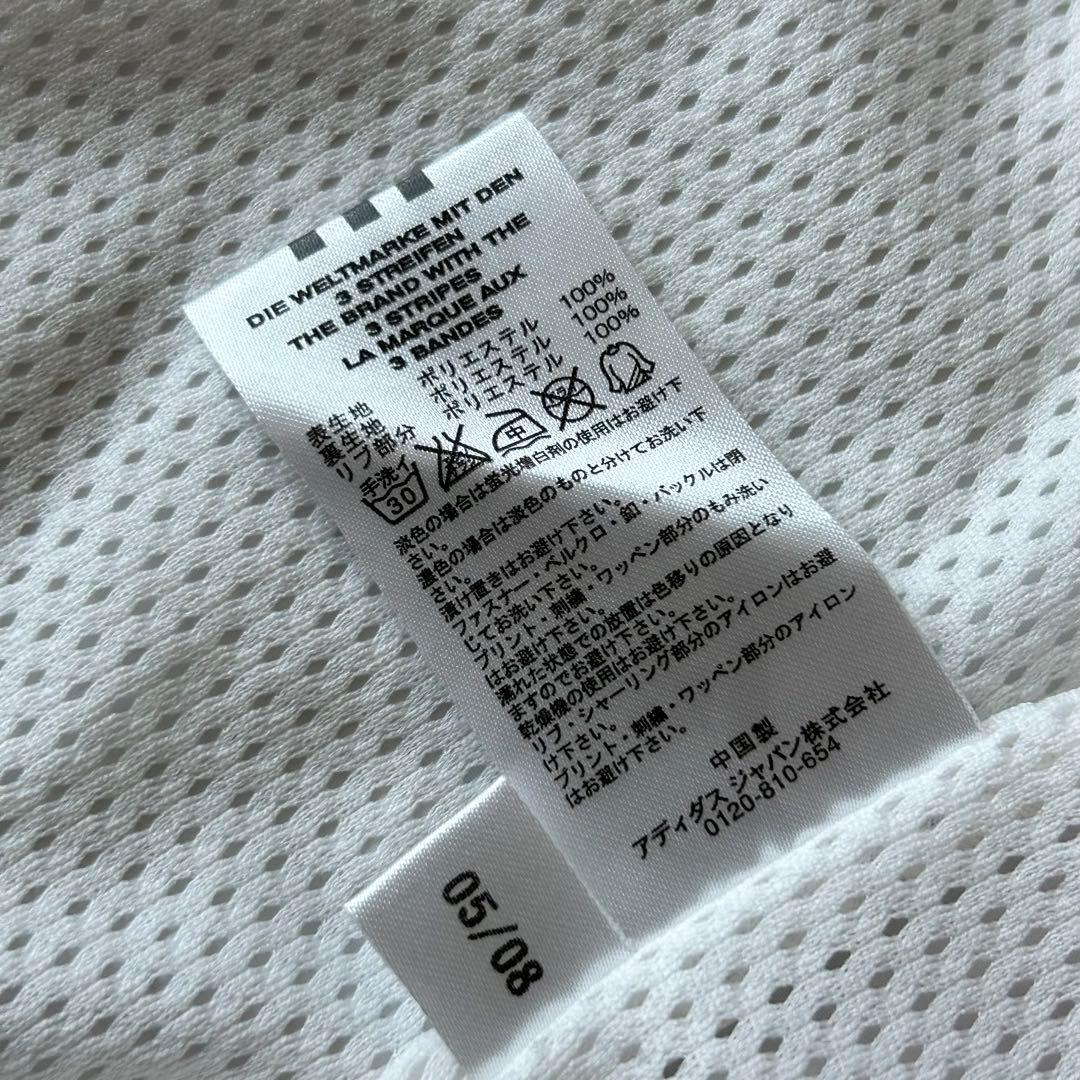 DIE WELTMARKE MIT DEN
3 STREIFEN
THE BRAND WITH THE
3 STRIPES
LA MARQUE AUX
3 BANDES
表生地 ポリエステル 100%
裏生地 ポリエステル 100%
リブ部分 ポリエステル 100%
手洗イ
30
中
淡色の場合は蛍光増白剤の使用はお避け下
さい。
濃色の場合は淡色のものと分けてお洗い下
さい。
漬け置きはお避け下さい。
ファスナー・ベルクロ・釦・バックルは閉
じてお洗い下さい。
プリント・刺繍・ワッペン部分のもみ洗い
はお避け下さい。
濡れた状態での放置は色移りの原因となり
ますのでお避け下さい。
乾燥機の使用はお避け下さい。
リブ・シャーリング部分のアイロンはお避
け下さい。
プリント・刺繍・ワッペン部分のアイロン
はお避け下さい。
中国製
アディダス ジャパン株式会社
0120-810-654
05/08